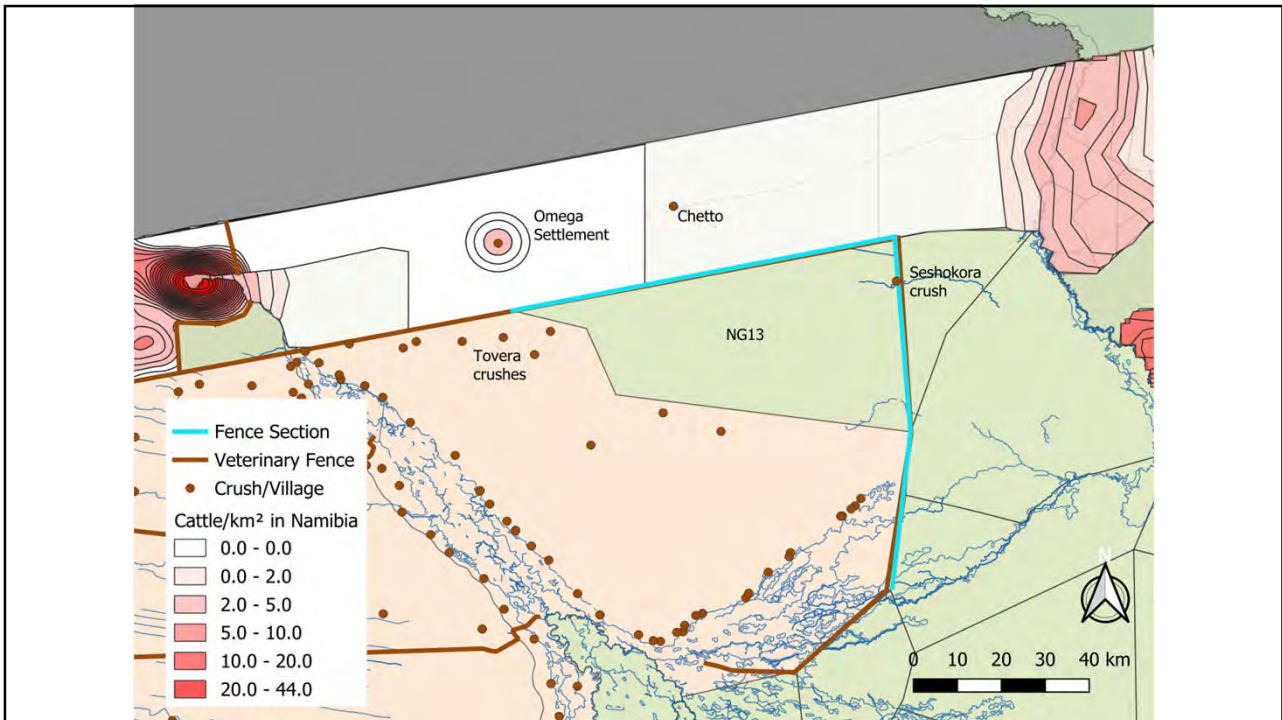 Omega
Settlement
Chetto
Seshokora
crush
NG13
Tovera
crushes
Fence Section
Veterinary Fence
Crush/Village
Cattle/km² in Namibia
0.0 - 0.0
0.0 - 2.0
2.0 - 5.0
5.0 - 10.0
10.0 - 20.0
20.0 - 44.0
N
0 10 20 30 40 km